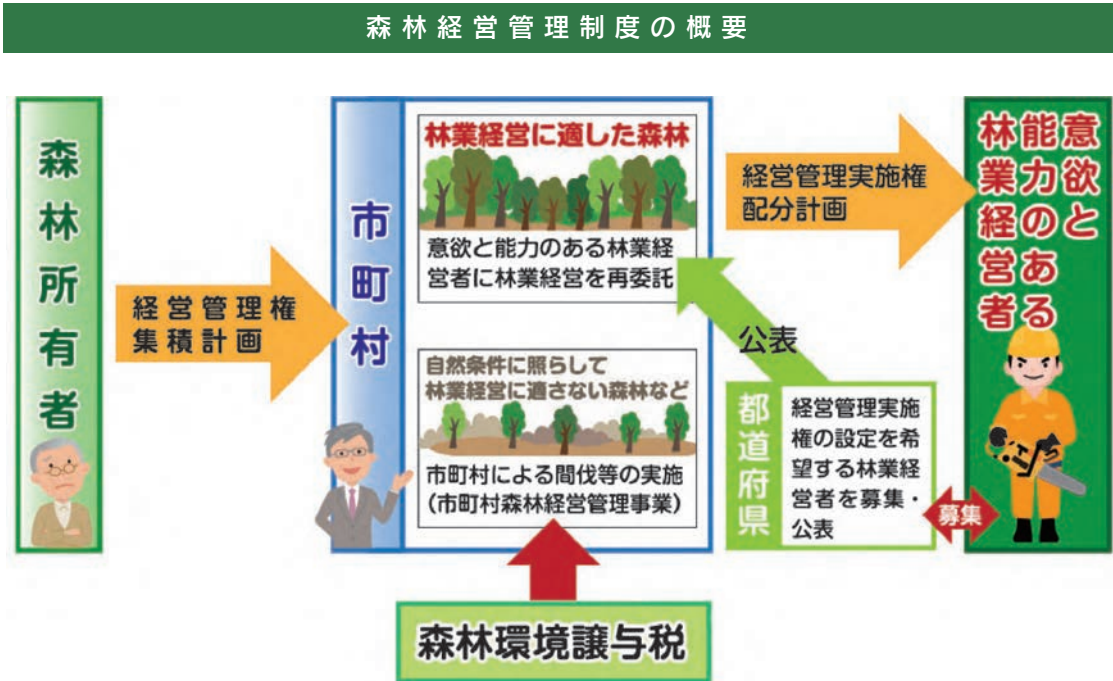 森林経営管理制度の概要
森林所有者
経営管理権
集積計画
市町村
林業経営に適した森林
意欲と能力のある林業経
営者に林業経営を再委託
自然条件に照らして
林業経営に適さない森林など
市町村による間伐等の実施
(市町村森林経営管理事業)
経営管理実施権
配分計画
公表
都道府県
経営管理実施
権の設定を希
望する林業経
営者を募集・
公表
募集
意欲と
能力のある
林業経営者
森林環境譲与税